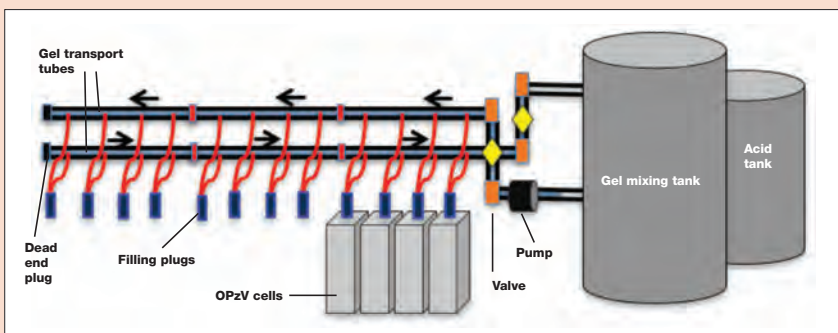 Gel transport
tubes
Acid
tank
Gel mixing tank
Dead
end
plug
Filling plugs
Pump
Valve
OPzV cells